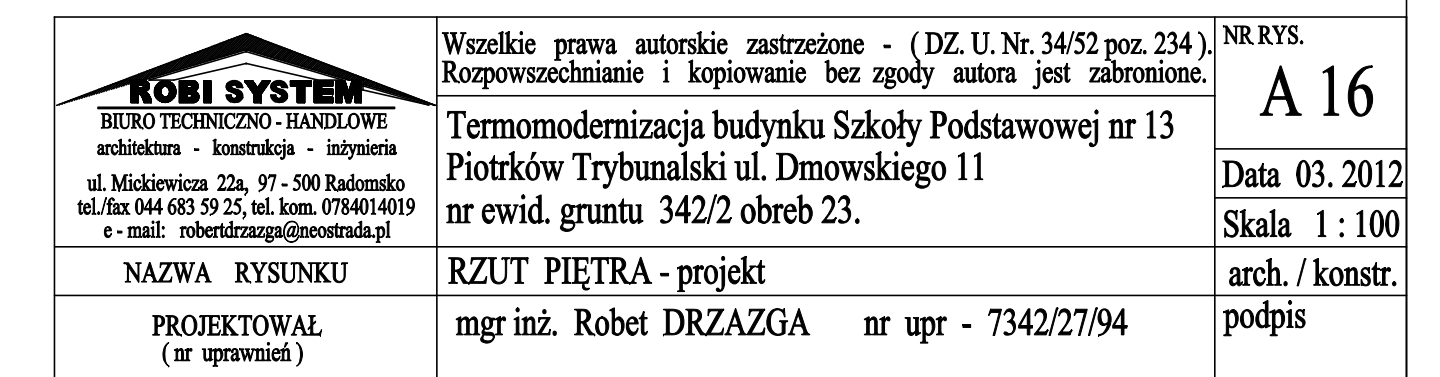 ROBI SYSTEM
BIURO TECHNICZNO - HANDLOWE
architektura - konstrukcja - inżynieria
ul. Mickiewicza 22a, 97 - 500 Radomsko
tel./fax 044 683 59 25, tel. kom. 0784014019
e - mail: robertdrzazga@neostrada.pl
Wszelkie prawa autorskie zastrzeżone - ( DZ. U. Nr. 34/52 poz. 234 ).
Rozpowszechnianie i kopiowanie bez zgody autora jest zabronione.
NR RYS.
A 16
Termomodernizacja budynku Szkoły Podstawowej nr 13
Piotrków Trybunalski ul. Dmowskiego 11
nr ewid. gruntu 342/2 obreb 23.
Data 03. 2012
Skala 1 : 100
NAZWA RYSUNKU
RZUT PIĘTRA - projekt
arch. / konstr.
PROJEKTOWAŁ
( nr uprawnień )
mgr inż. Robet DRZAZGA nr upr - 7342/27/94
podpis